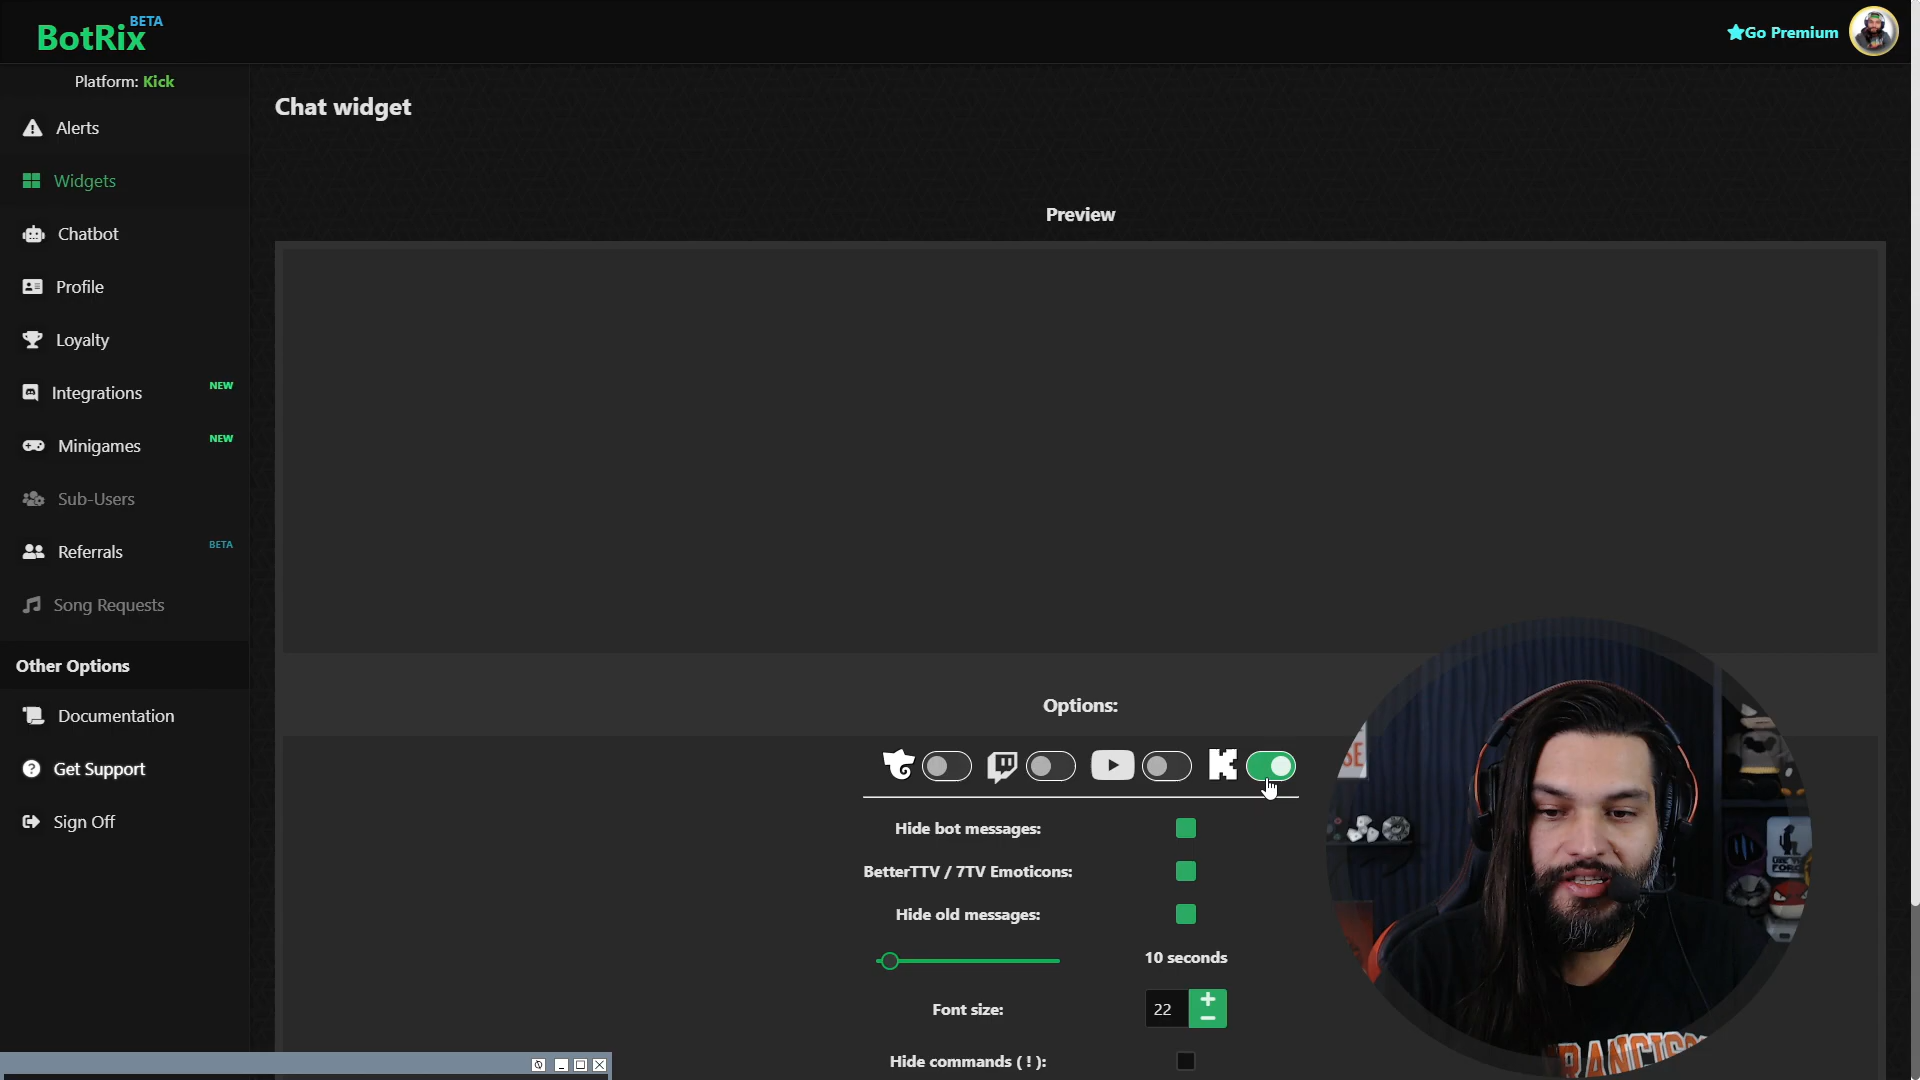 BotRix BETA
Go Premium
Platform: Kick
Alerts
Widgets
Chatbot
Profile
Loyalty
Integrations NEW
Minigames NEW
Sub-Users
Referrals BETA
Song Requests
Other Options
Documentation
Get Support
Sign Off
Chat widget
Preview
Options:
Hide bot messages:
BetterTTV / 7TV Emoticons:
Hide old messages:
10 seconds
Font size: 22
Hide commands ( ! ):
SE
RANCISC